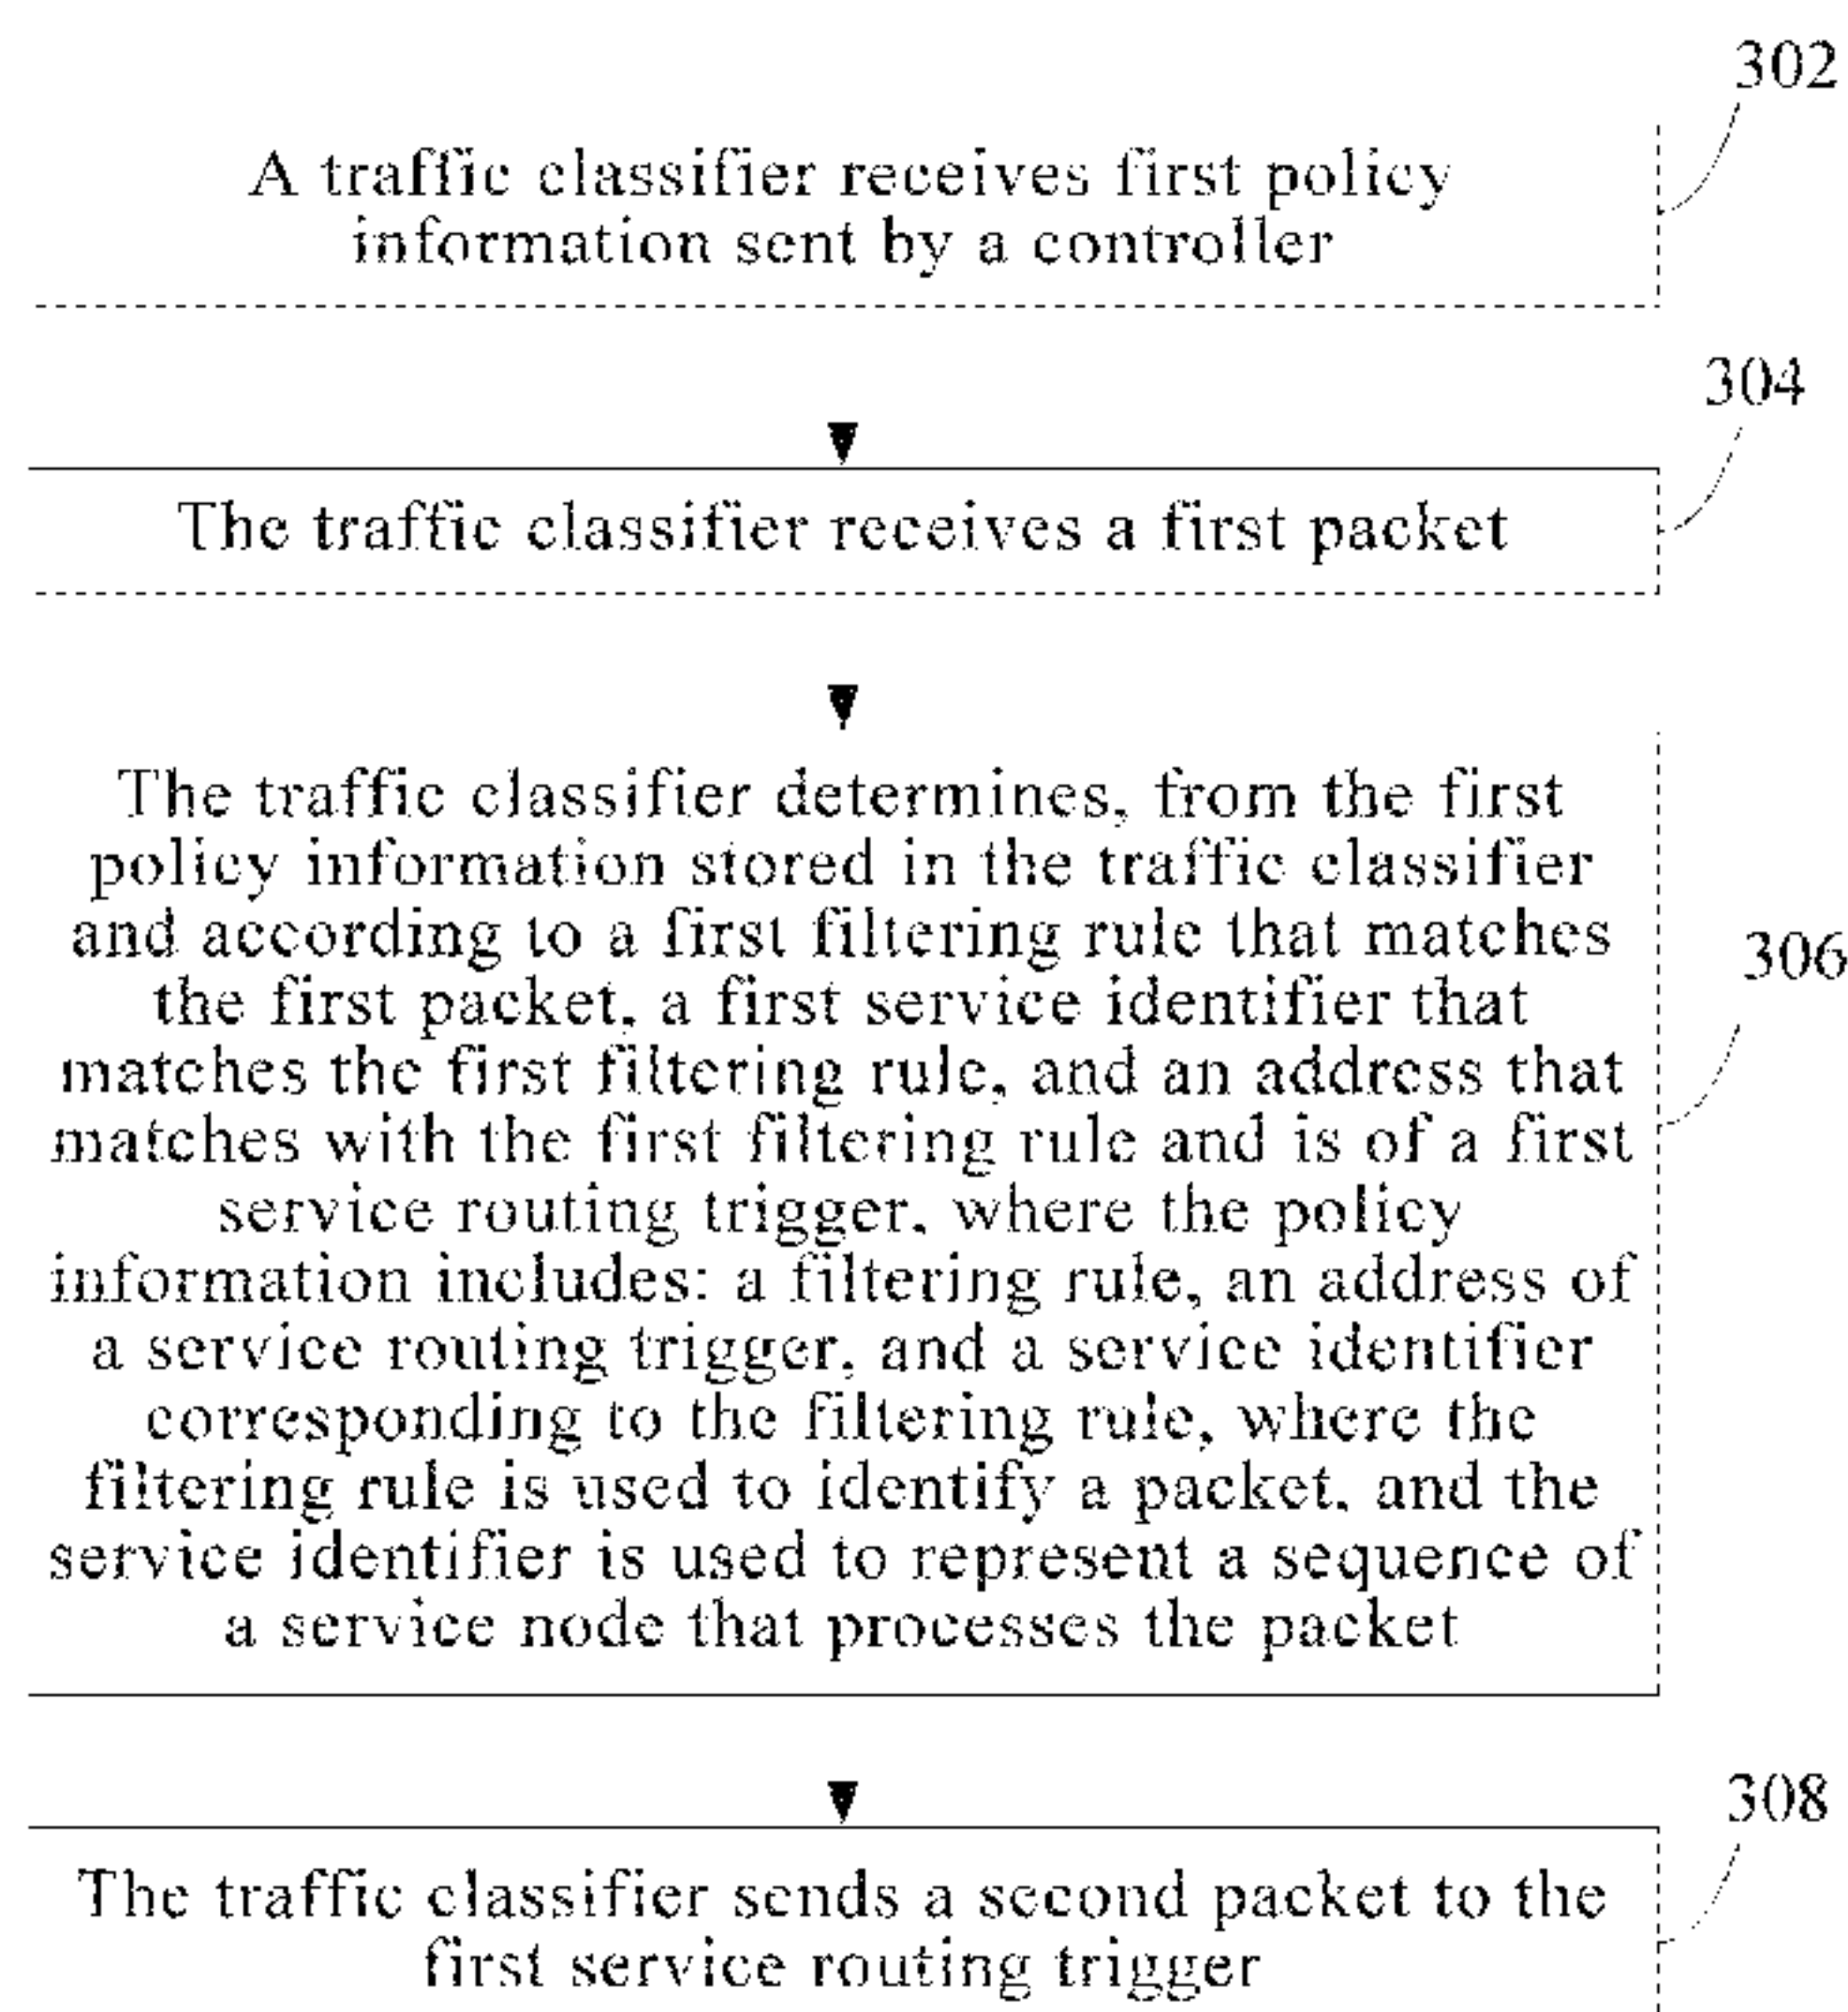 302
A traffic classifier receives first policy
information sent by a controller
304
The traffic classifier receives a first packet
The traffic classifier determines, from the first
policy information stored in the traffic classifier
and according to a first filtering rule that matches
the first packet, a first service identifier that
matches the first filtering rule, and an address that
matches with the first filtering rule and is of a first
service routing trigger, where the policy
information includes: a filtering rule, an address of
a service routing trigger, and a service identifier
corresponding to the filtering rule, where the
filtering rule is used to identify a packet, and the
service identifier is used to represent a sequence of
a service node that processes the packet
306
308
The traffic classifier sends a second packet to the
first service routing trigger